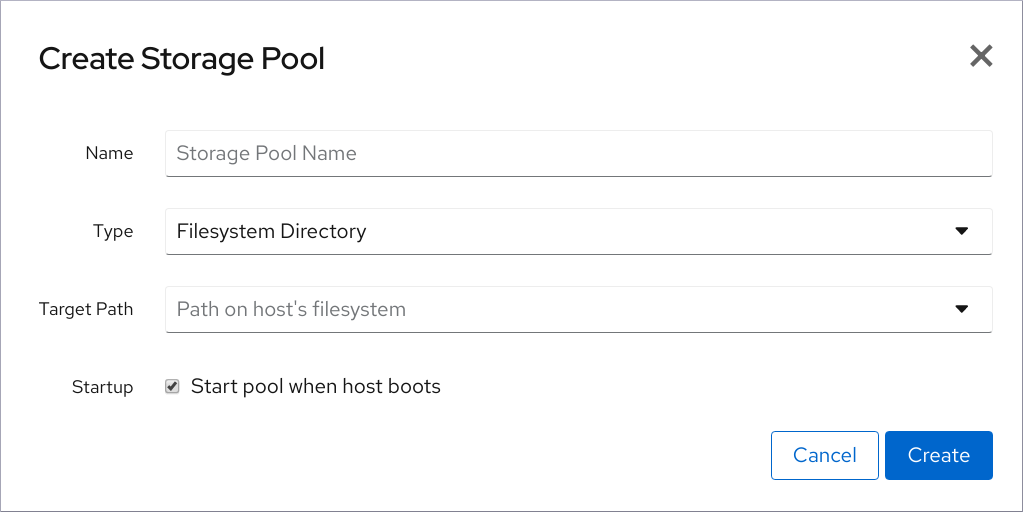 Create Storage Pool
Name Storage Pool Name
Type Filesystem Directory
Target Path Path on host's filesystem
Startup Start pool when host boots
Cancel Create